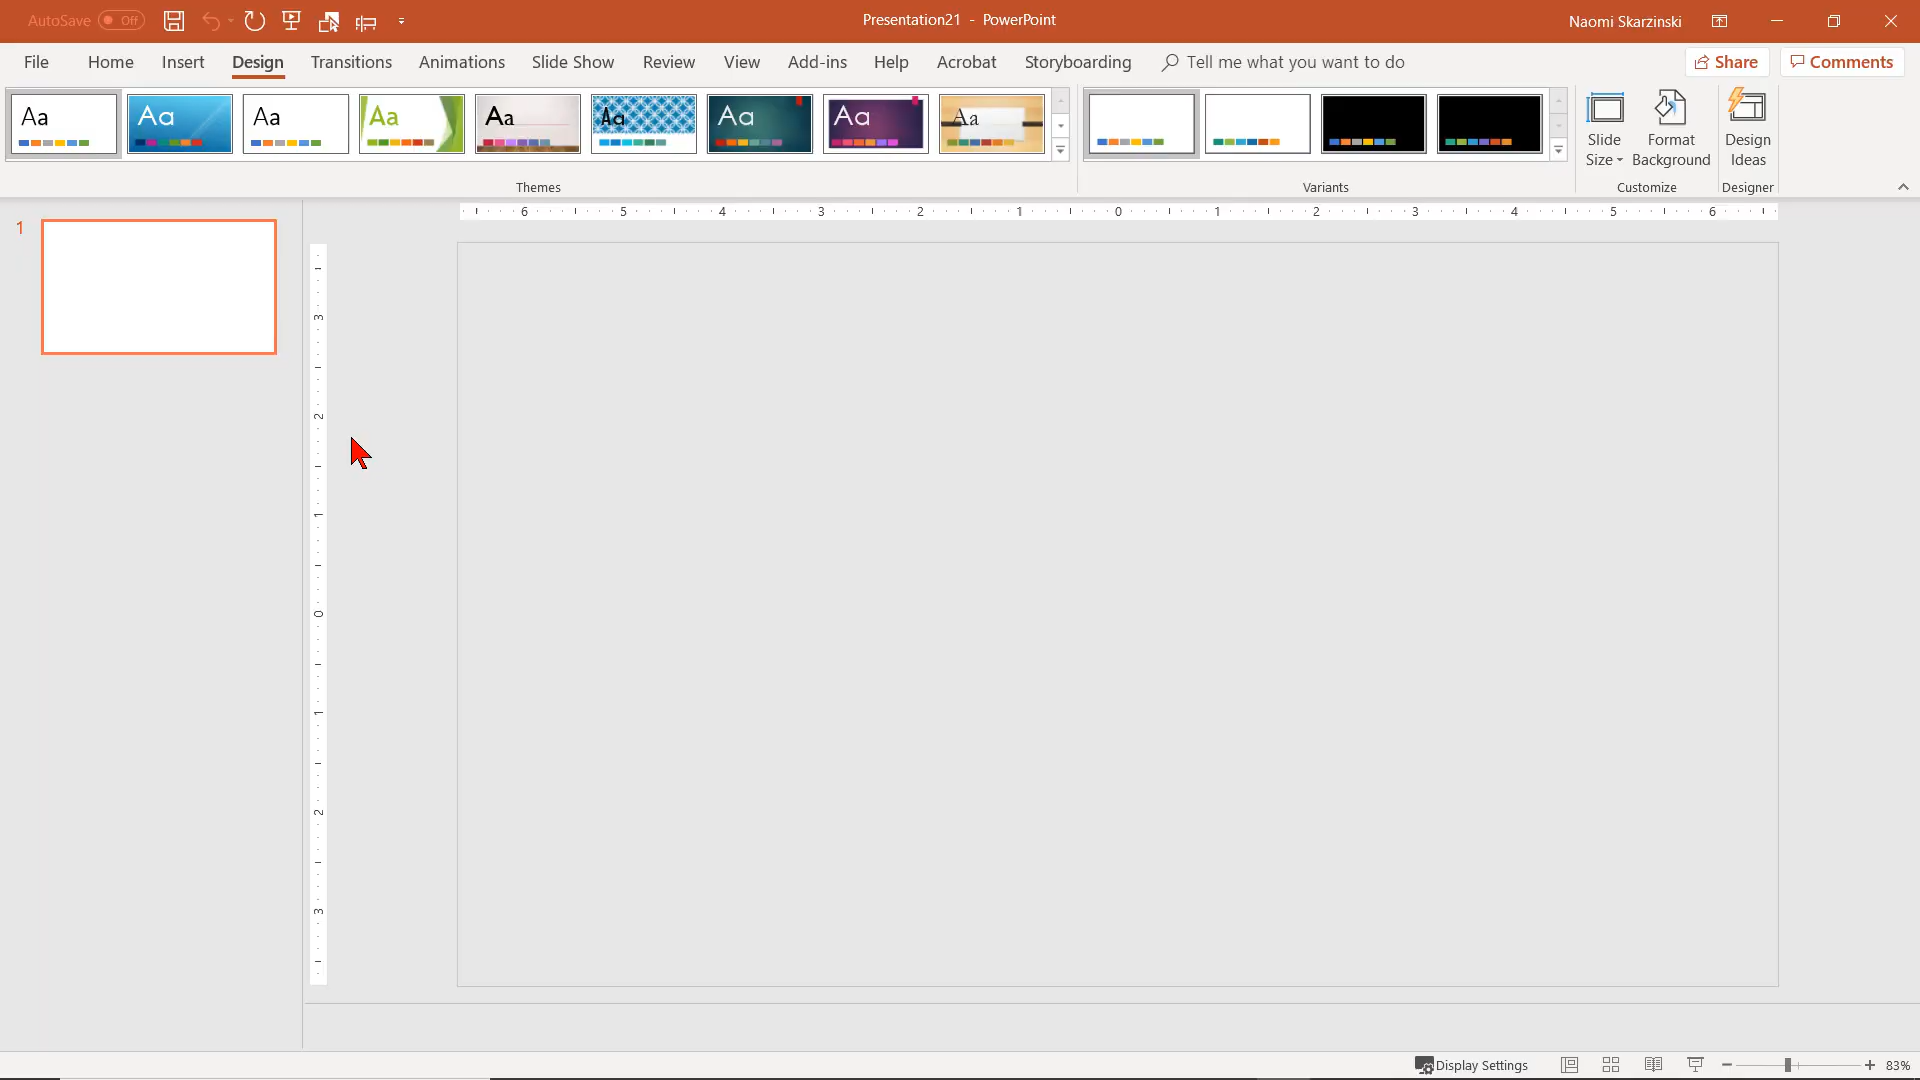 AutoSave Off
Presentation21 - PowerPoint
Naomi Skarzinski
File Home Insert Design Transitions Animations Slide Show Review View Add-ins Help Acrobat Storyboarding Tell me what you want to do
Share Comments
Aa Aa Aa Aa Aa Aa Aa Aa Aa
Slide Size Format Background Design Ideas
Themes Variants Customize Designer
6 5 4 3 2 1 0 1 2 3 4 5 6
1
3
2
1
0
1
2
3
Display Settings 83%